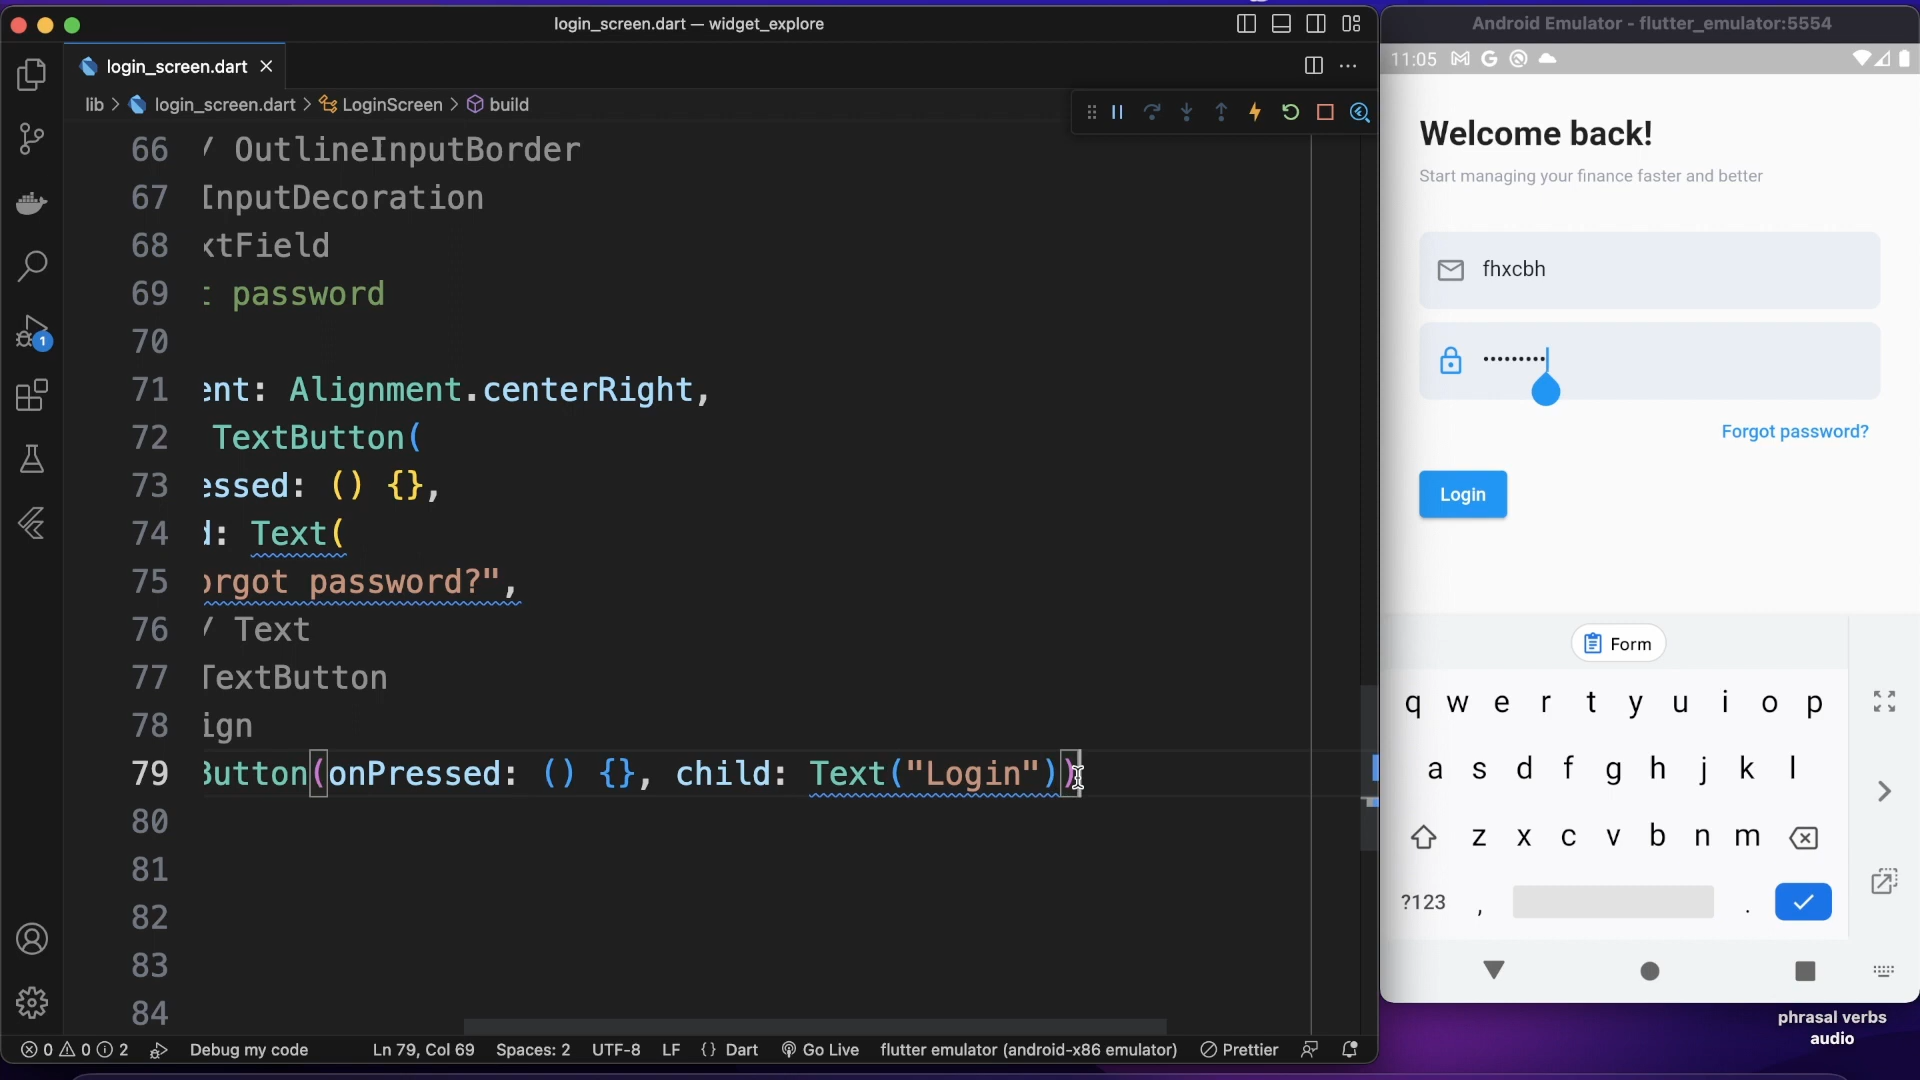 login_screen.dart — widget_explore
login_screen.dart
lib > login_screen.dart > LoginScreen > build
66 / OutlineInputBorder
67 InputDecoration
68 xtField
69 : password
70
71 ent: Alignment.centerRight,
72 TextButton(
73 essed: () {},
74 d: Text(
75 orgot password?",
76 / Text
77 TextButton
78 ign
79 Button(onPressed: () {}, child: Text("Login"))
80
81
82
83
84
1
0 0 2 Debug my code Ln 79, Col 69 Spaces: 2 UTF-8 LF {} Dart Go Live flutter emulator (android-x86 emulator) Prettier
Android Emulator - flutter_emulator:5554
11:05
Welcome back!
Start managing your finance faster and better
fhxcbh
•••••••••
Forgot password?
Login
Form
q w e r t y u i o p
a s d f g h j k l
z x c v b n m
?123 , .
phrasal verbs
audio